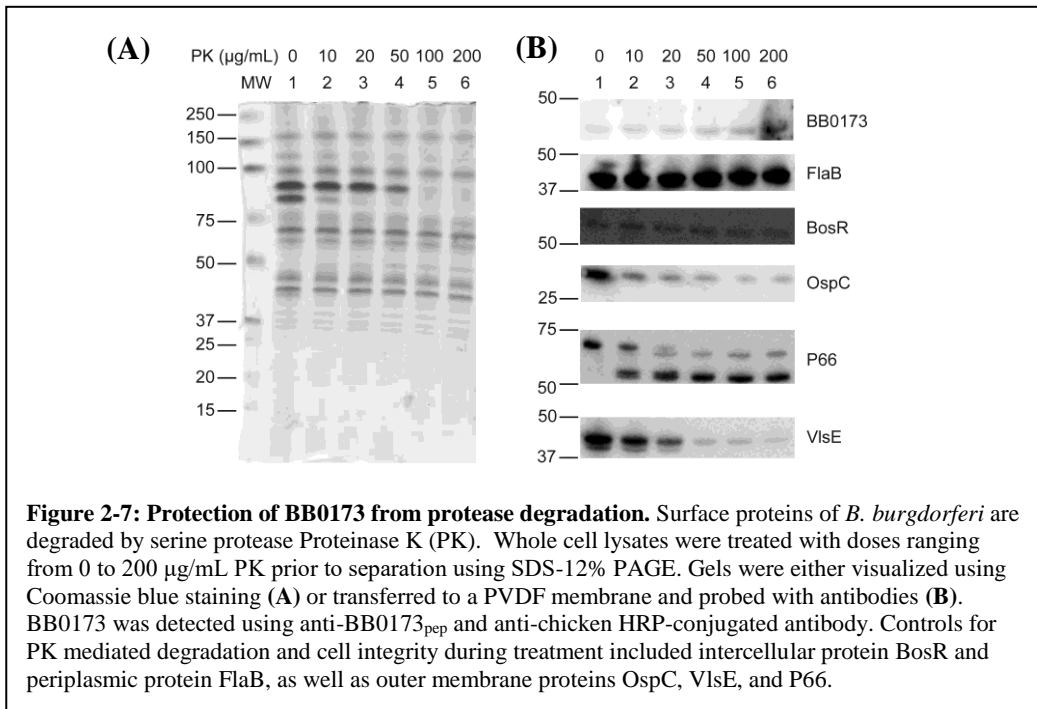 (A)
PK (µg/mL) 0 10 20 50 100 200
MW 1 2 3 4 5 6
250
150
100
75
50
37
25
20
15
(B)
0 10 20 50 100 200
1 2 3 4 5 6
50
BB0173
50
FlaB
37
BosR
50
OspC
25
75
P66
50
50
VlsE
37
Figure 2-7: Protection of BB0173 from protease degradation. Surface proteins of B. burgdorferi are
degraded by serine protease Proteinase K (PK). Whole cell lysates were treated with doses ranging
from 0 to 200 µg/mL PK prior to separation using SDS-12% PAGE. Gels were either visualized using
Coomassie blue staining (A) or transferred to a PVDF membrane and probed with antibodies (B).
BB0173 was detected using anti-BB0173pep and anti-chicken HRP-conjugated antibody. Controls for
PK mediated degradation and cell integrity during treatment included intercellular protein BosR and
periplasmic protein FlaB, as well as outer membrane proteins OspC, VlsE, and P66.